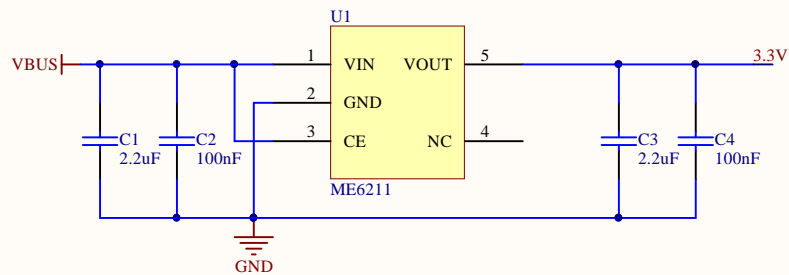 U1
VBUS
1
VIN
VOUT
5
3.3V
2
GND
3
CE
NC
4
C1
2.2uF
C2
100nF
C3
2.2uF
C4
100nF
ME6211
GND